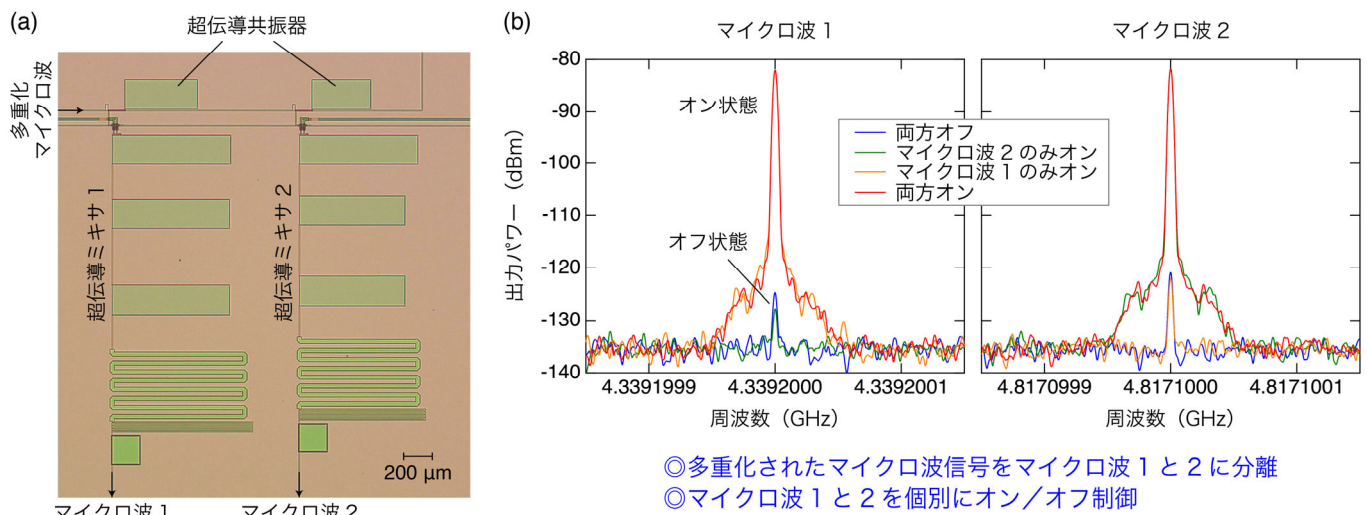 (a)
超伝導共振器
多重化
マイクロ波
超伝導ミキサ 1
超伝導ミキサ 2
200 µm
マイクロ波 1
マイクロ波 2
(b)
マイクロ波 1
マイクロ波 2
出力パワー（dBm）
-80
-90
-100
-110
-120
-130
-140
オン状態
オフ状態
両方オフ
マイクロ波 2 のみオン
マイクロ波 1 のみオン
両方オン
4.33919999
4.33920000
4.33920001
周波数（GHz）
4.81709999
4.81710000
4.81710001
周波数（GHz）
◎多重化されたマイクロ波信号をマイクロ波 1 と 2 に分離
◎マイクロ波 1 と 2 を個別にオン／オフ制御